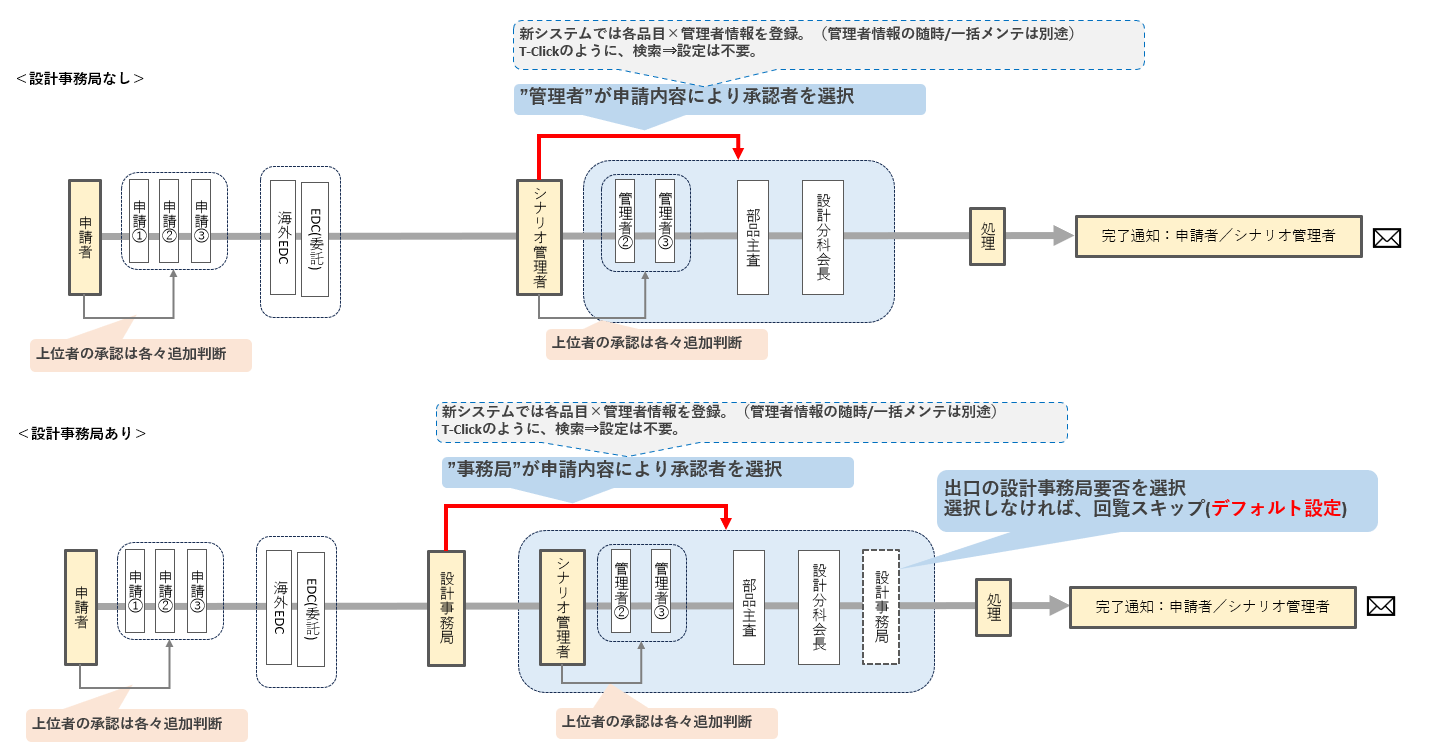 新システムでは各品目×管理者情報を登録。（管理者情報の随時/一括メンテは別途）
T-Clickのように、検索⇒設定は不要。
＜設計事務局なし＞
”管理者”が申請内容により承認者を選択
申請者
申請①
申請②
申請③
海外EDC
EDC(委託)
シナリオ管理者
管理者②
管理者③
部品主査
設計分科会長
処理
完了通知：申請者／シナリオ管理者
上位者の承認は各々追加判断
上位者の承認は各々追加判断
新システムでは各品目×管理者情報を登録。（管理者情報の随時/一括メンテは別途）
T-Clickのように、検索⇒設定は不要。
＜設計事務局あり＞
”事務局”が申請内容により承認者を選択
出口の設計事務局要否を選択
選択しなければ、回覧スキップ(デフォルト設定)
申請者
申請①
申請②
申請③
海外EDC
EDC(委託)
設計事務局
シナリオ管理者
管理者②
管理者③
部品主査
設計分科会長
設計事務局
処理
完了通知：申請者／シナリオ管理者
上位者の承認は各々追加判断
上位者の承認は各々追加判断